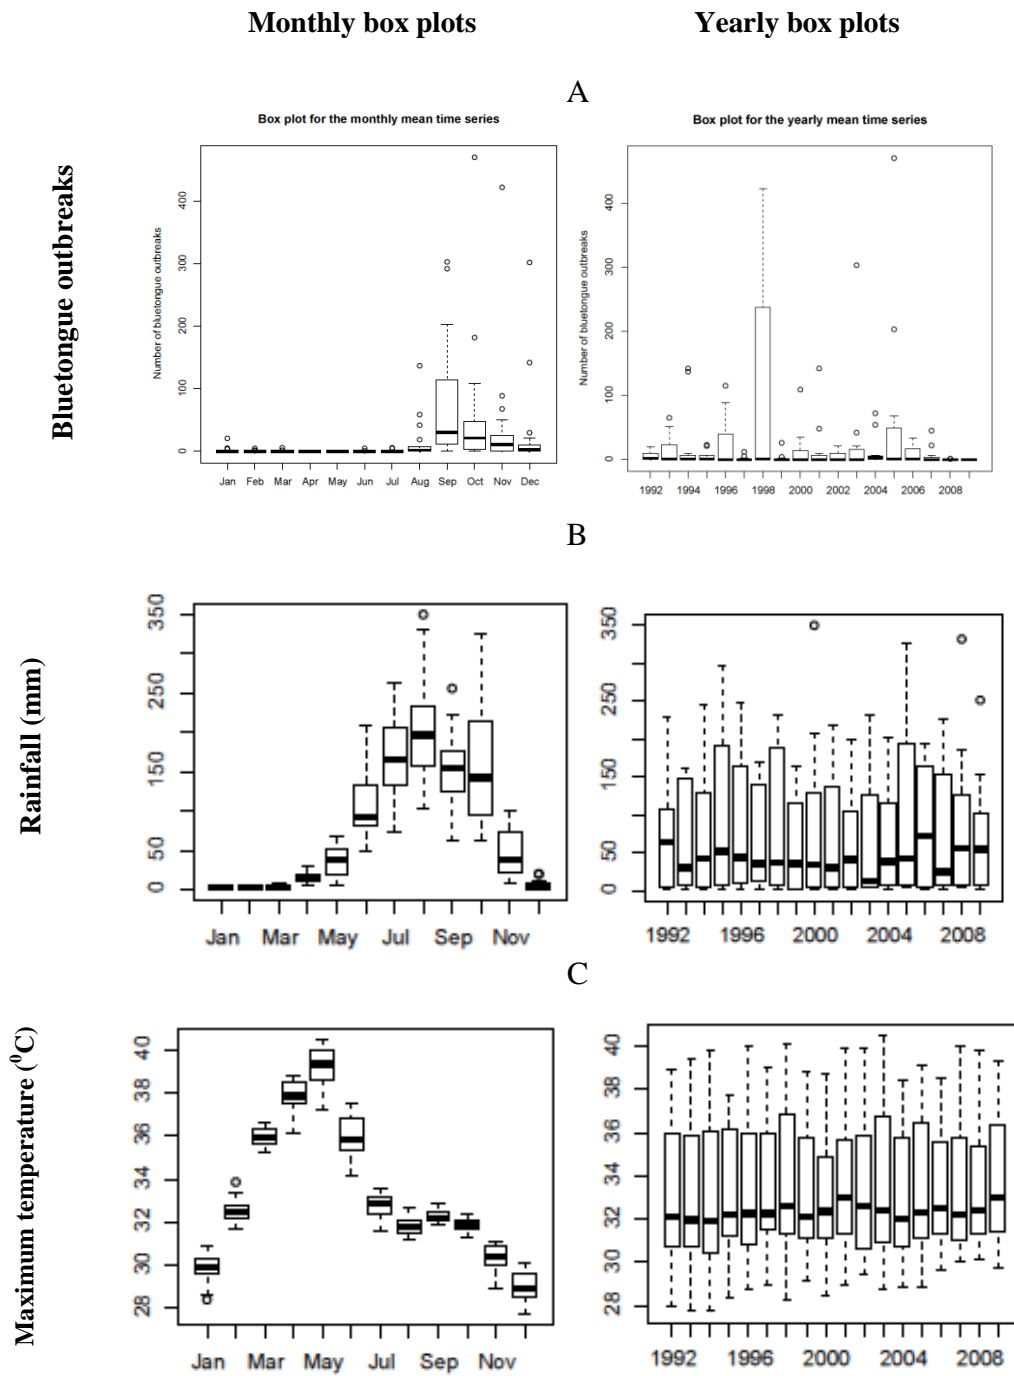 Monthly box plots
Yearly box plots
A
Bluetongue outbreaks
Box plot for the monthly mean time series
Number of bluetongue outbreaks
400
300
200
100
0
Jan Feb Mar Apr May Jun Jul Aug Sep Oct Nov Dec
Box plot for the yearly mean time series
Number of bluetongue outbreaks
400
300
200
100
0
1992 1994 1996 1998 2000 2002 2004 2006 2008
B
Rainfall (mm)
350
250
150
50
0
Jan Mar May Jul Sep Nov
350
250
150
50
0
1992 1996 2000 2004 2008
C
Maximum temperature (⁰C)
40
38
36
34
32
30
28
Jan Mar May Jul Sep Nov
40
38
36
34
32
30
28
1992 1996 2000 2004 2008